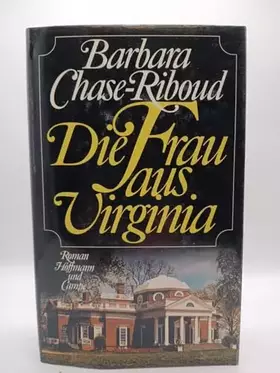 Barbara
Chase-Riboud
Die Frau
aus
Virginia
Roman
Hoffmann
und
Campe